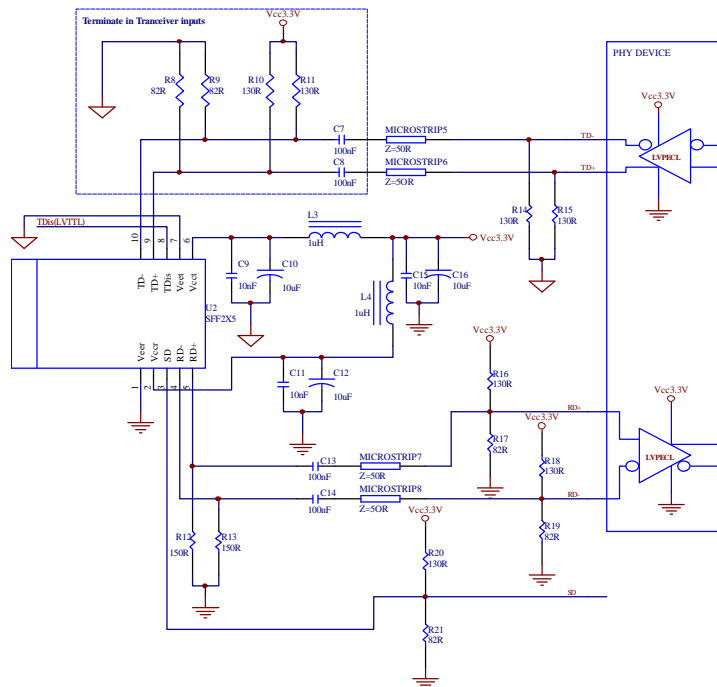 Vcc3.3V
Terminate in Tranceiver inputs
PHY DEVICE
R8
82R
R9
82R
R10
130R
R11
130R
Vcc3.3V
C7
100nF
MICROSTRIP5
Z=50R
TD-
LVPECL
C8
100nF
MICROSTRIP6
Z=5OR
TD+
R14
130R
R15
130R
TDis(LVTTL)
10
9
8
7
6
L3
1uH
Vcc3.3V
TD-
TD+
TDis
Veet
Vcct
C9
10nF
C10
10uF
C15
10nF
C16
10uF
L4
1uH
U2
SFF2X5
Veer
Vccr
SD
RD-
RD+
1
2
3
4
5
C11
10nF
C12
10uF
Vcc3.3V
R16
130R
Vcc3.3V
RD+
Vcc3.3V
R17
82R
LVPECL
C13
100nF
MICROSTRIP7
Z=50R
R18
130R
C14
100nF
MICROSTRIP8
Z=5OR
RD-
Vcc3.3V
R19
82R
R12
150R
R13
150R
R20
130R
SD
R21
82R